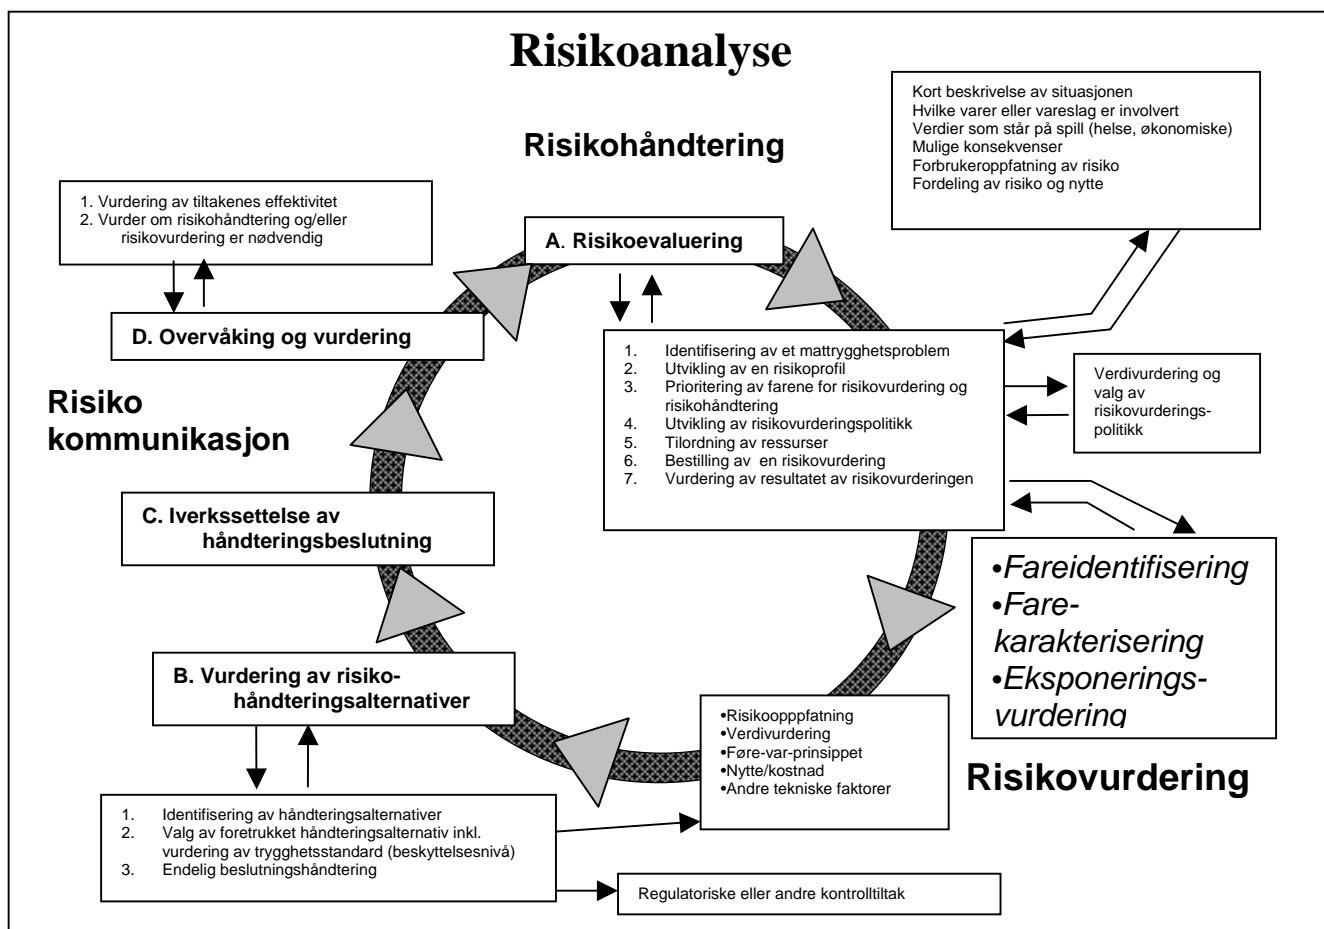 Risikoanalyse
Risikohåndtering
Kort beskrivelse av situasjonen
Hvilke varer eller vareslag er involvert
Verdier som står på spill (helse, økonomiske)
Mulige konsekvenser
Forbrukeroppfatning av risiko
Fordeling av risiko og nytte
1. Vurdering av tiltakenes effektivitet
2. Vurder om risikohåndtering og/eller
risikovurdering er nødvendig
A. Risikoevaluering
D. Overvåking og vurdering
1. Identifisering av et mattrygghetsproblem
2. Utvikling av en risikoprofil
3. Prioritering av farene for risikovurdering og
risikohåndtering
4. Utvikling av risikovurderingspolitikk
5. Tilordning av ressurser
6. Bestilling av en risikovurdering
7. Vurdering av resultatet av risikovurderingen
Verdivurdering og
valg av
risikovurderings-
politikk
Risiko
kommunikasjon
C. Iverkssettelse av
håndteringsbeslutning
•Fareidentifisering
•Fare-
karakterisering
•Eksponerings-
vurdering
B. Vurdering av risiko-
håndteringsalternativer
•Risikoopppfatning
•Verdivurdering
•Føre-var-prinsippet
•Nytte/kostnad
•Andre tekniske faktorer
Risikovurdering
1. Identifisering av håndteringsalternativer
2. Valg av foretrukket håndteringsalternativ inkl.
vurdering av trygghetsstandard (beskyttelsesnivå)
3. Endelig beslutningshåndtering
Regulatoriske eller andre kontrolltiltak